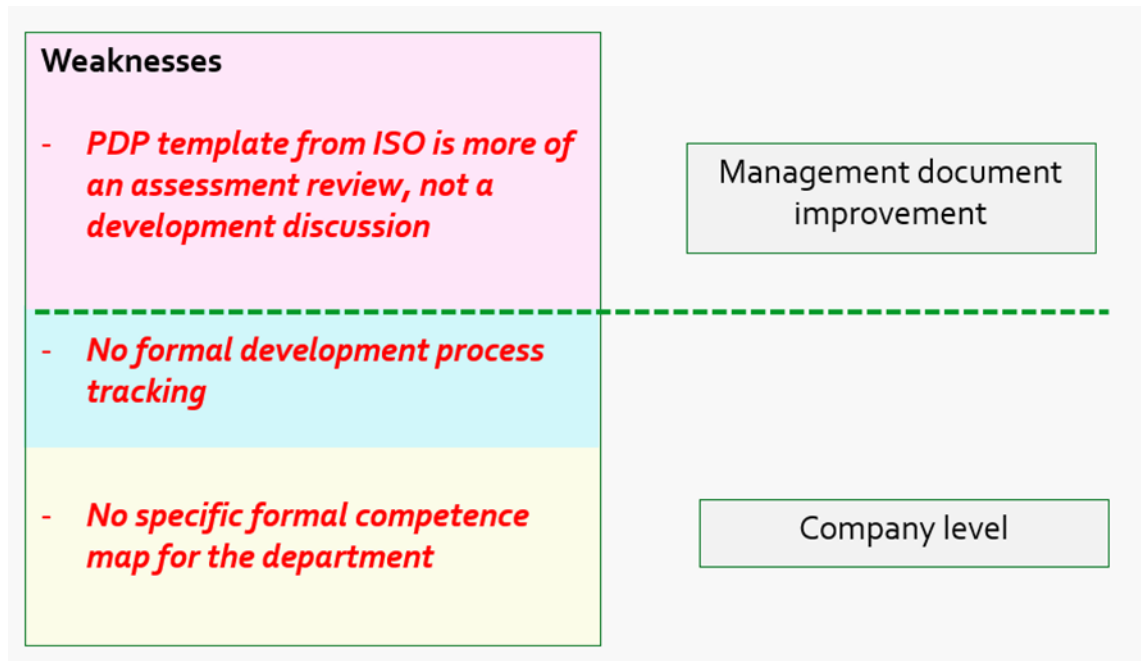 Weaknesses
- PDP template from ISO is more of
an assessment review, not a
development discussion
Management document
improvement
- No formal development process
tracking
- No specific formal competence
map for the department
Company level